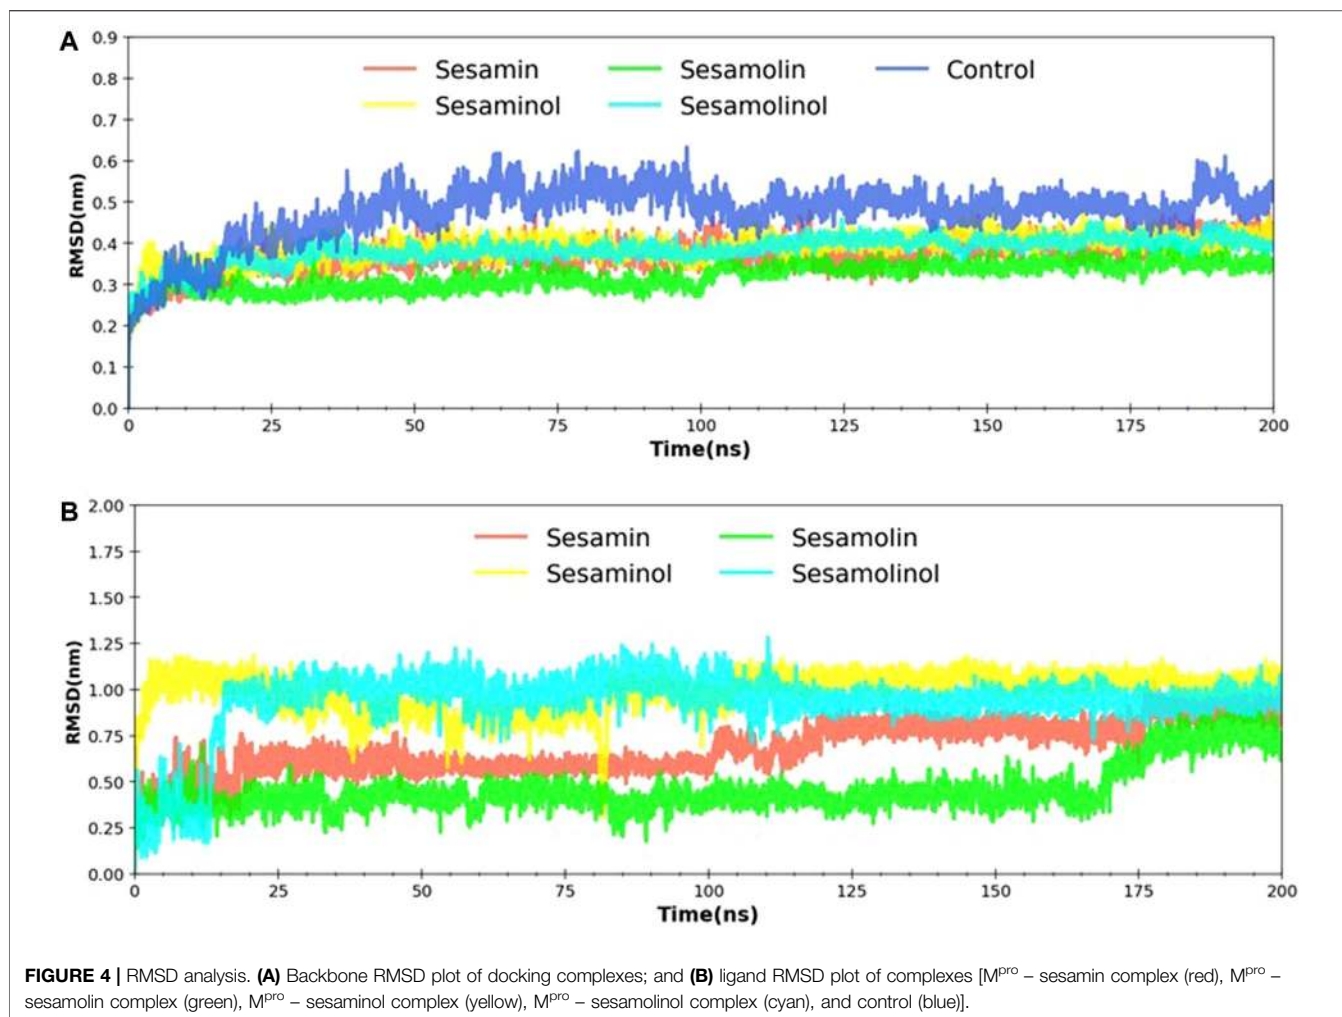 A
0.9
0.8
0.7
0.6
0.5
0.4
0.3
0.2
0.1
0.0
RMSD(nm)
Sesamin
Sesamolin
Control
Sesaminol
Sesamolinol
0 25 50 75 100 125 150 175 200
Time(ns)
B
2.00
1.75
1.50
1.25
1.00
0.75
0.50
0.25
0.00
RMSD(nm)
Sesamin
Sesamolin
Sesaminol
Sesamolinol
0 25 50 75 100 125 150 175 200
Time(ns)
FIGURE 4 | RMSD analysis. (A) Backbone RMSD plot of docking complexes; and (B) ligand RMSD plot of complexes [Mpro – sesamin complex (red), Mpro –
sesamolin complex (green), Mpro – sesaminol complex (yellow), Mpro – sesamolinol complex (cyan), and control (blue)].